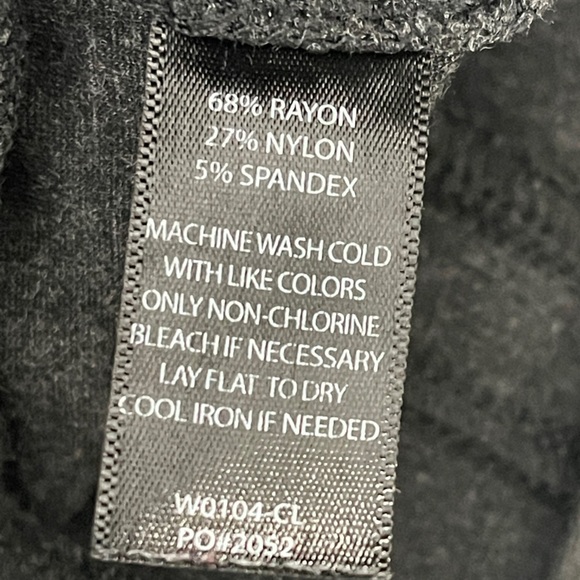 68% RAYON
27% NYLON
5% SPANDEX
MACHINE WASH COLD
WITH LIKE COLORS
ONLY NON-CHLORINE
BLEACH IF NECESSARY
LAY FLAT TO DRY
COOL IRON IF NEEDED
W0104-CL
PO#2052